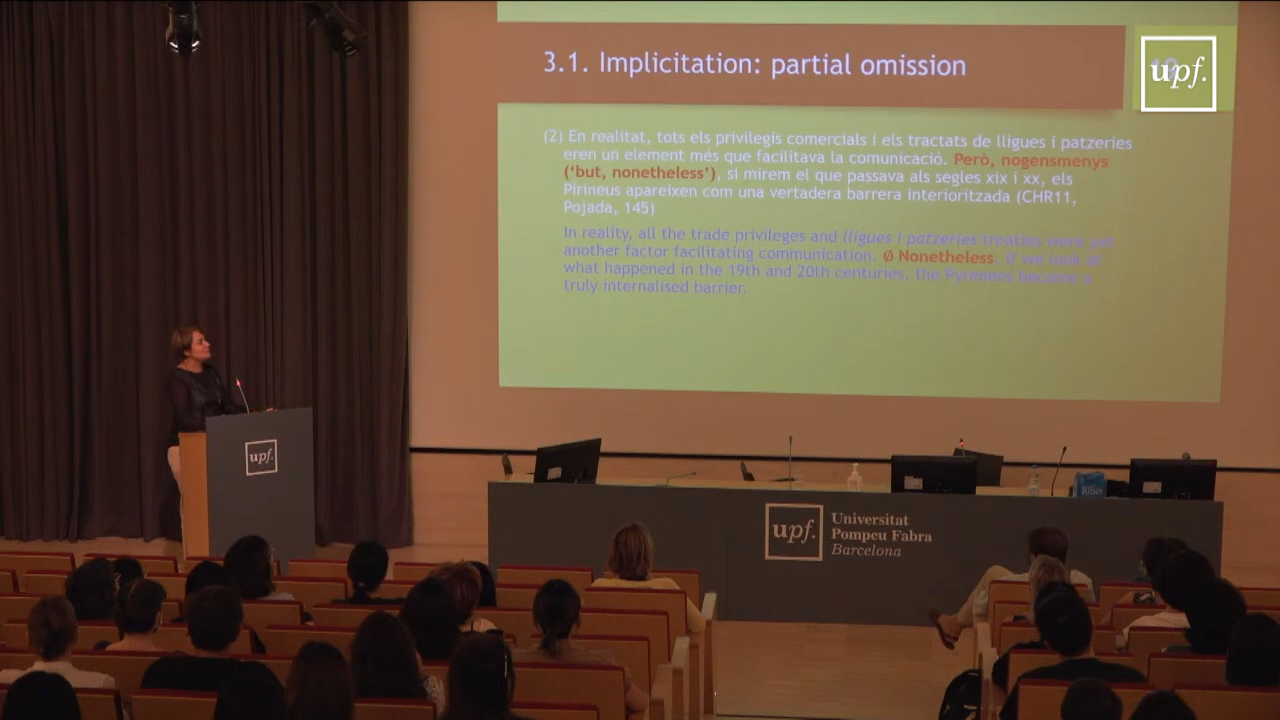 3.1. Implicitation: partial omission
upf.
(2) En realitat, tots els privilegis comercials i els tractats de lligues i patzeries
eren un element més que facilitava la comunicació. Però, nogensmenys
(‘but, nonetheless’), si mirem el que passava als segles xix i xx, els
Pirineus apareixen com una vertadera barrera interioritzada (CHR11,
Pojada, 145)
In reality, all the trade privileges and lligues i patzeries treaties were yet
another factor facilitating communication. Ø Nonetheless, if we look at
what happened in the 19th and 20th centuries, the Pyrenees became a
truly internalised barrier.
upf.
upf.
Universitat
Pompeu Fabra
Barcelona